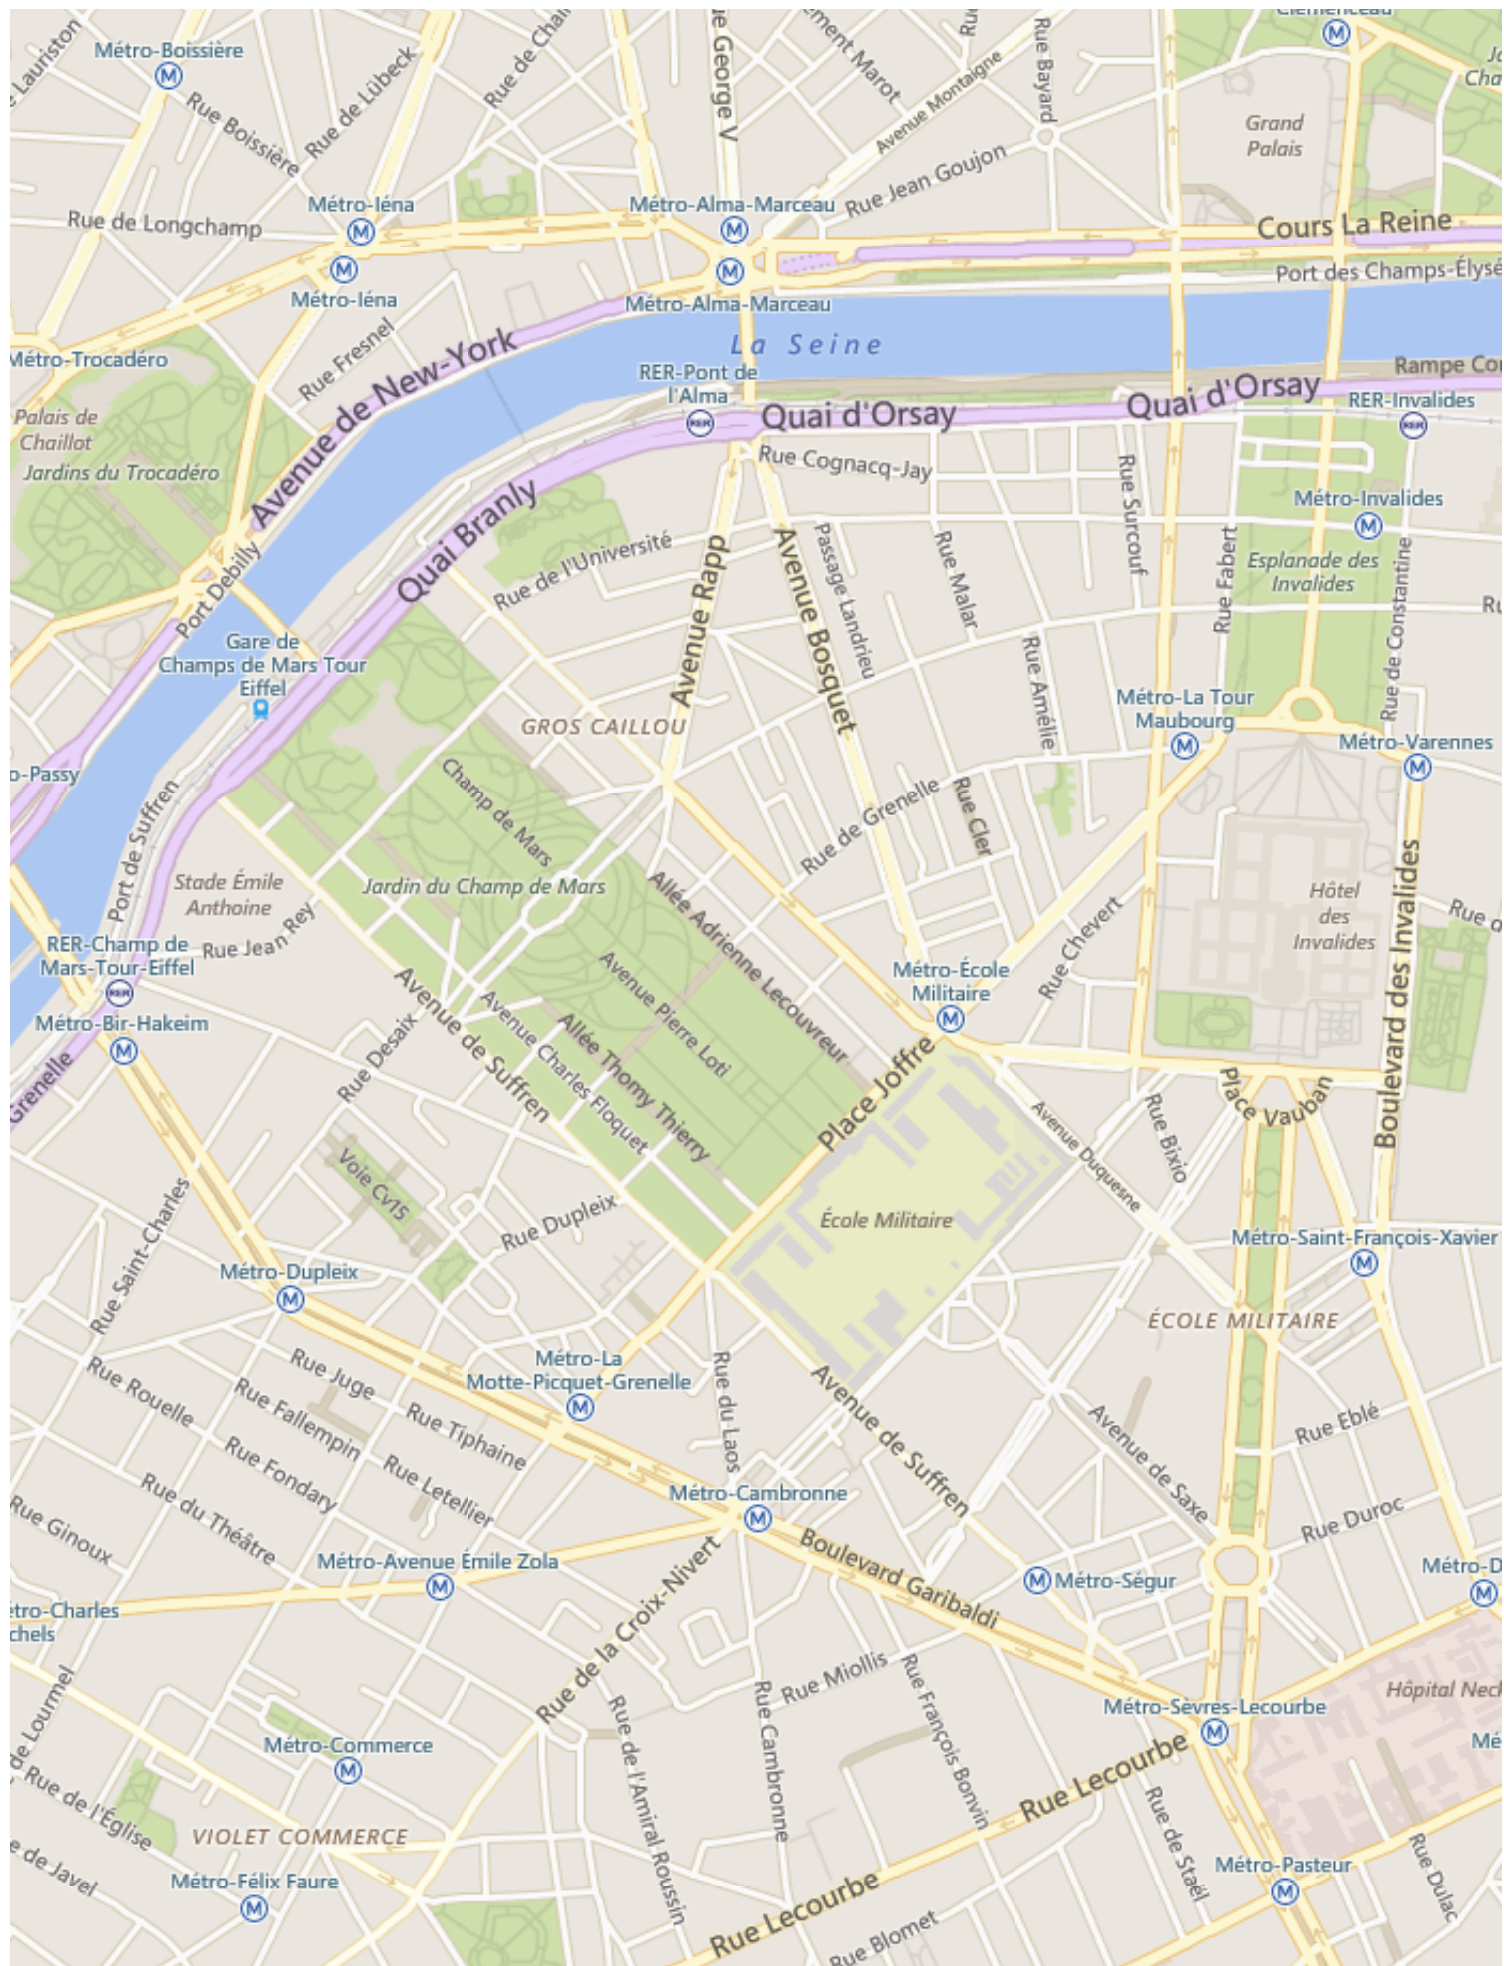 Clemenceau
Métro-Boissière
Rue de Lübeck
Rue Boissière
Rue George V
Avenue Montaigne
Rue Bayard
Rue Jean Goujon
Grand
Palais
Métro-Iéna
Rue de Longchamp
Métro-Alma-Marceau
Cours La Reine
Métro-Iéna
Métro-Alma-Marceau
Port des Champs-Élysé
Métro-Trocadéro
Rue Fresnel
Avenue de New-York
La Seine
RER-Pont de
l'Alma
Quai d'Orsay
Quai d'Orsay
RER-Invalides
Palais de
Chaillot
Jardins du Trocadéro
Rue Cognacq-Jay
Rue Surcouf
Métro-Invalides
Quai Branly
Port Debilly
Rue de l'Université
Avenue Rapp
Avenue Bosquet
Passage Landrieu
Rue Malar
Rue Fabert
Esplanade des
Invalides
Rue de Constantine
Gare de
Champs de Mars Tour
Eiffel
Rue Amélie
Métro-La Tour
Maubourg
GROS CAILLOU
Métro-Varennes
o-Passy
Port de Suffren
Champ de Mars
Rue de Grenelle
Rue Cler
Stade Émile
Anthoine
Jardin du Champ de Mars
Allée Adrienne Lecouvreur
Hôtel
des
Invalides
Boulevard des Invalides
Rue Jean Rey
RER-Champ de
Mars-Tour-Eiffel
Rue Chevert
Métro-École
Militaire
Avenue Pierre Loti
Avenue de Suffren
Avenue Charles Floquet
Allée Thomy Thierry
Métro-Bir-Hakeim
Grenelle
Rue Desaix
Place Joffre
Avenue Duquesne
Rue Bixio
Place Vauban
Voie Cv15
Rue Dupleix
École Militaire
Métro-Saint-François-Xavier
Rue Saint-Charles
Métro-Dupleix
ÉCOLE MILITAIRE
Rue Juge
Métro-La
Motte-Picquet-Grenelle
Rue du Laos
Avenue de Suffren
Rue Rouelle
Rue Fallempin
Rue Tiphaine
Avenue de Saxe
Rue Eblé
Rue Fondary
Rue Letellier
Rue du Théâtre
Métro-Cambronne
Rue Duroc
Rue Ginoux
Métro-Avenue Émile Zola
Boulevard Garibaldi
Métro-Ségur
Métro-D
étro-Charles
chels
Rue de la Croix-Nivert
Rue Miollis
Rue François Bonvin
Hôpital Neck
de Lourmel
Rue de l'Amiral Roussin
Rue Cambronne
Métro-Sèvres-Lecourbe
Métro-Commerce
Mé
Rue Lecourbe
Rue de l'Église
VIOLET COMMERCE
Rue de Staël
Rue Dulac
e de Javel
Métro-Félix Faure
Métro-Pasteur
Rue Lecourbe
Rue Blomet